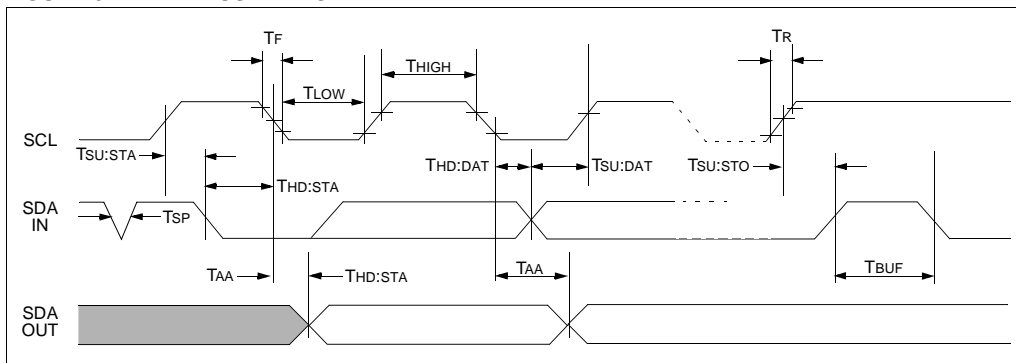 TF
TR
THIGH
TLOW
SCL
TSU:STA
THD:DAT
TSU:DAT
TSU:STO
THD:STA
SDA
IN
TSP
TBUF
TAA
THD:STA
TAA
SDA
OUT